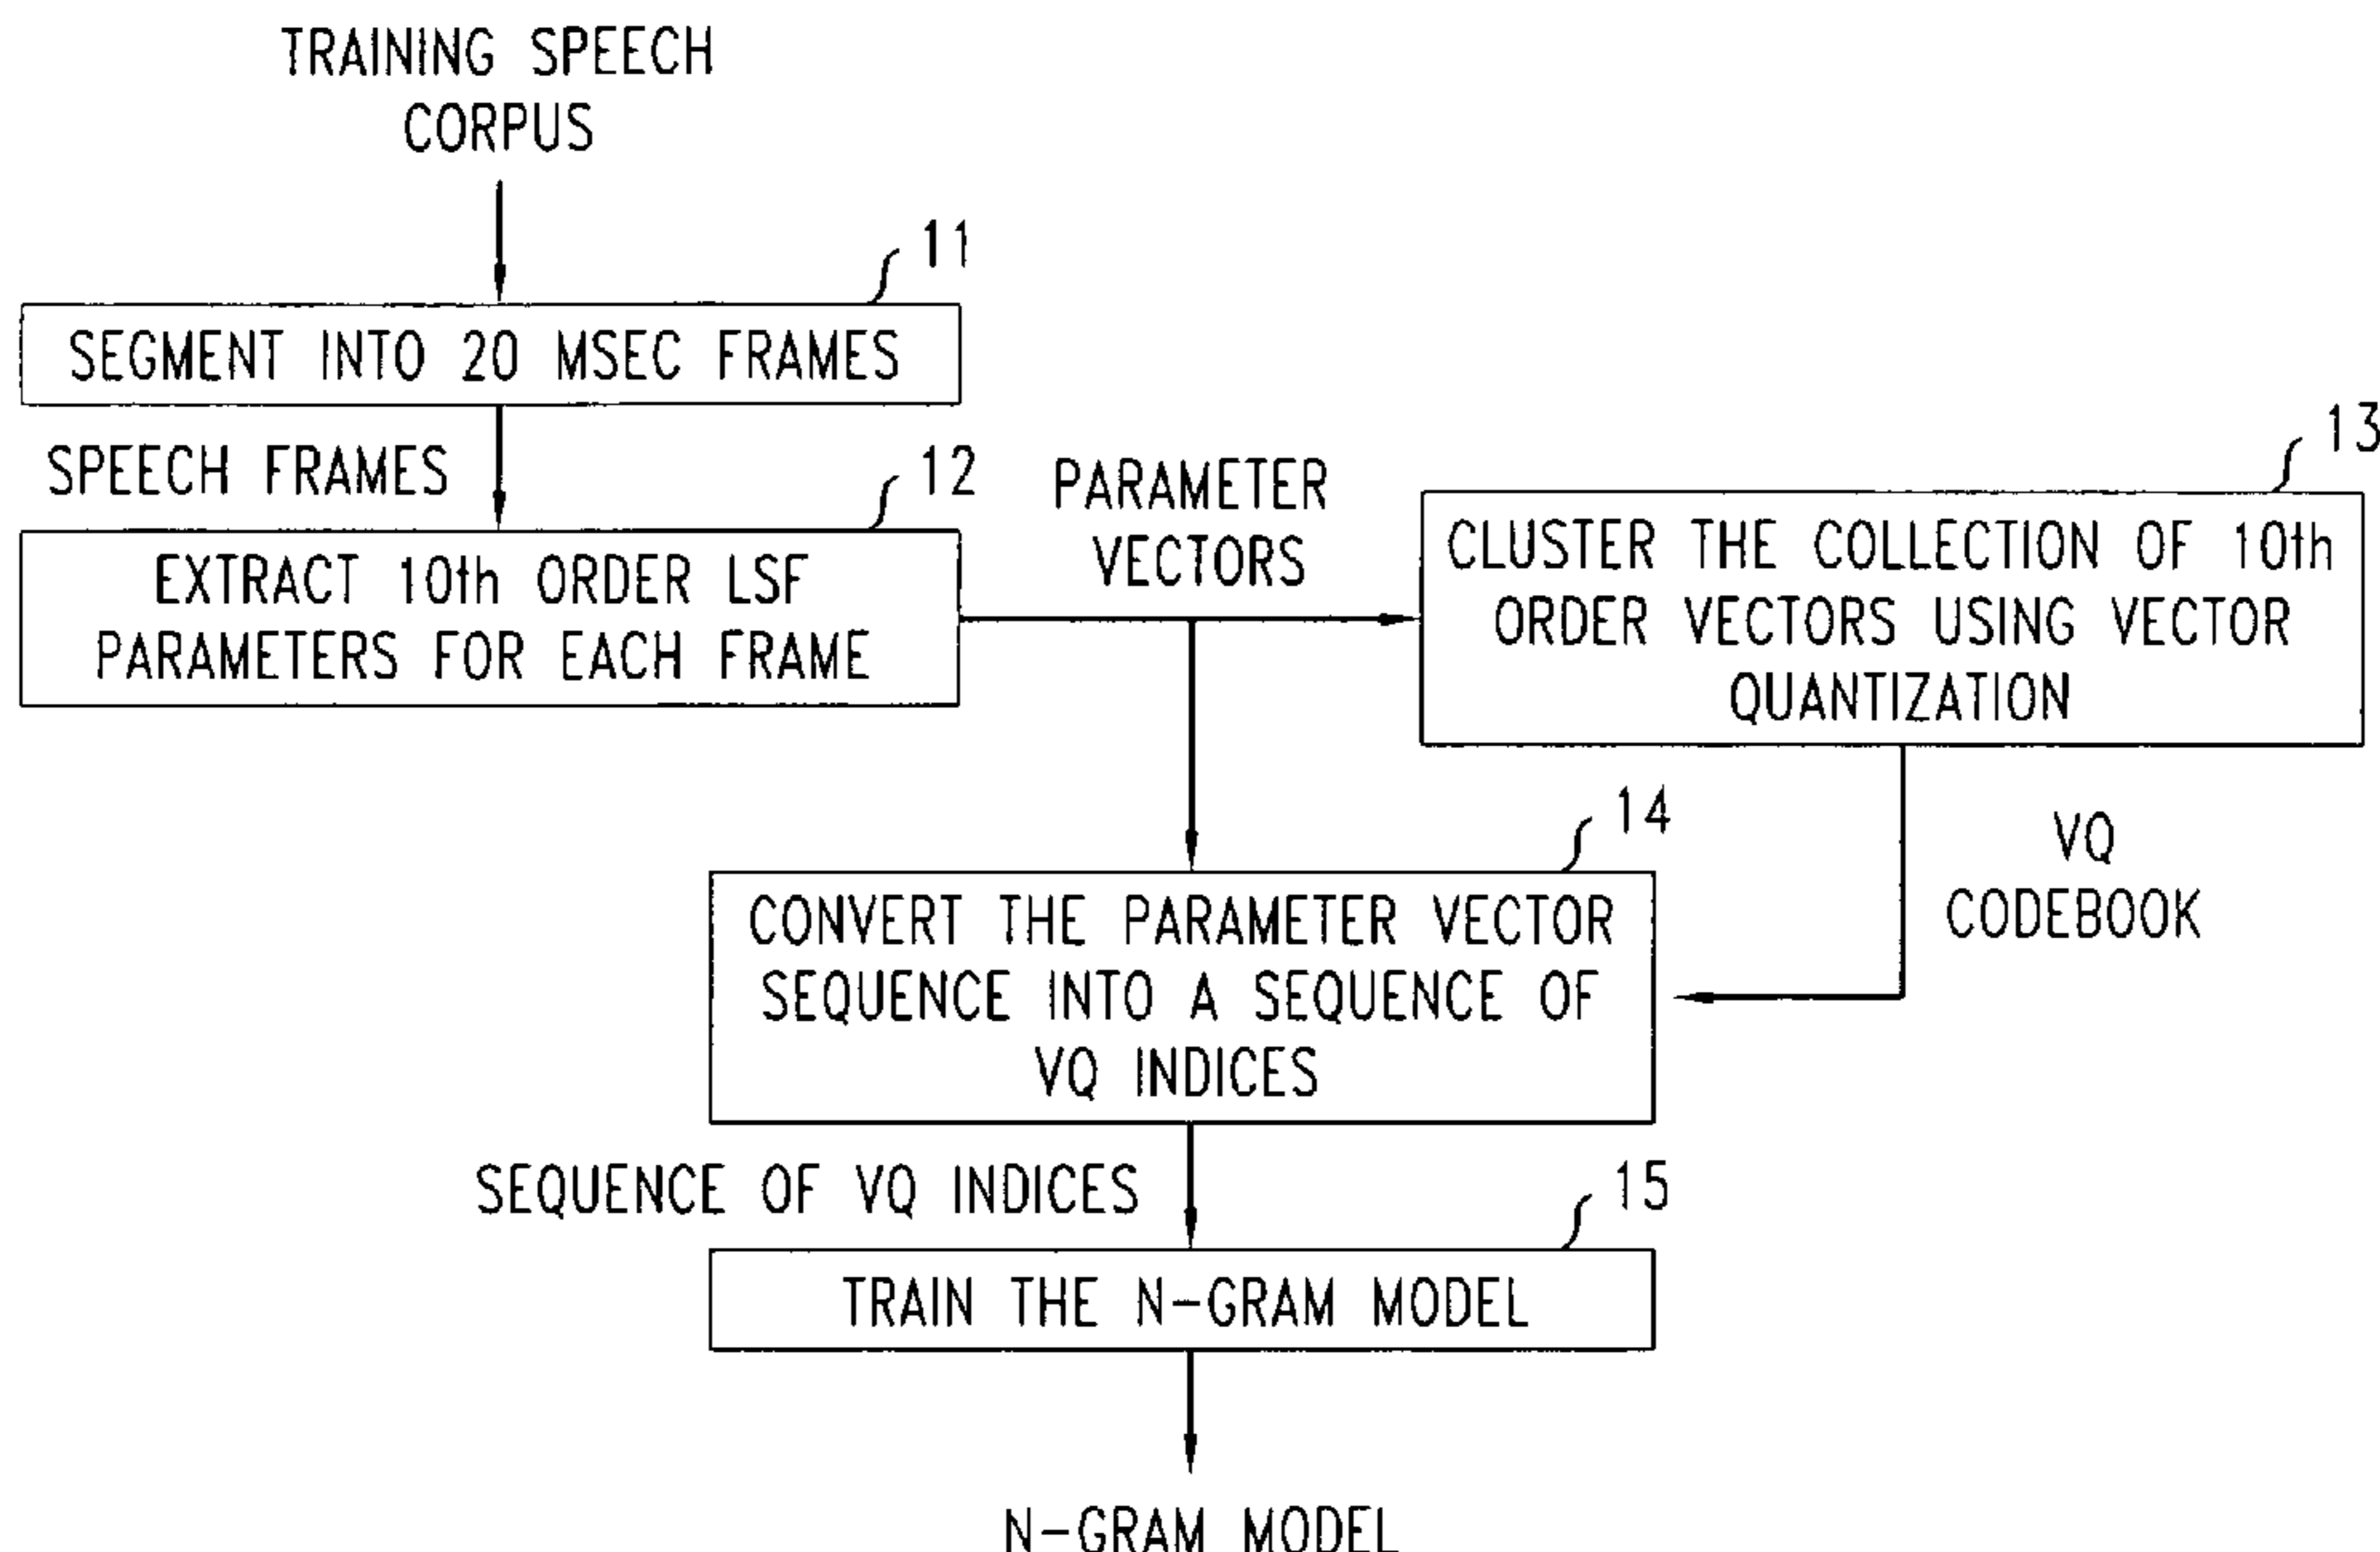 TRAINING SPEECH
CORPUS
11
SEGMENT INTO 20 MSEC FRAMES
SPEECH FRAMES
12
EXTRACT 10th ORDER LSF
PARAMETERS FOR EACH FRAME
PARAMETER
VECTORS
13
CLUSTER THE COLLECTION OF 10th
ORDER VECTORS USING VECTOR
QUANTIZATION
VQ
CODEBOOK
14
CONVERT THE PARAMETER VECTOR
SEQUENCE INTO A SEQUENCE OF
VQ INDICES
SEQUENCE OF VQ INDICES
15
TRAIN THE N-GRAM MODEL
N-GRAM MODEL